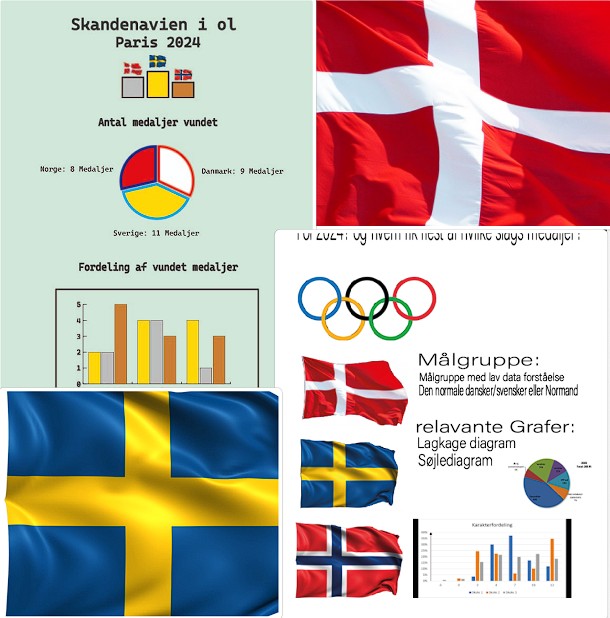 Skandenavien i ol
Paris 2024
Antal medaljer vundet
Norge: 8 Medaljer
Danmark: 9 Medaljer
Sverige: 11 Medaljer
Fordeling af vundet medaljer
5
4
3
2
1
0
i ol 2024? og hvem fik flest af hvilke slags medaljer?
Målgruppe:
Målgruppe med lav data forståeise
Den normale dansker/svensker eller Normand
relavante Grafer:
Lagkage diagram
Søjlediagram
Karakterfordeling